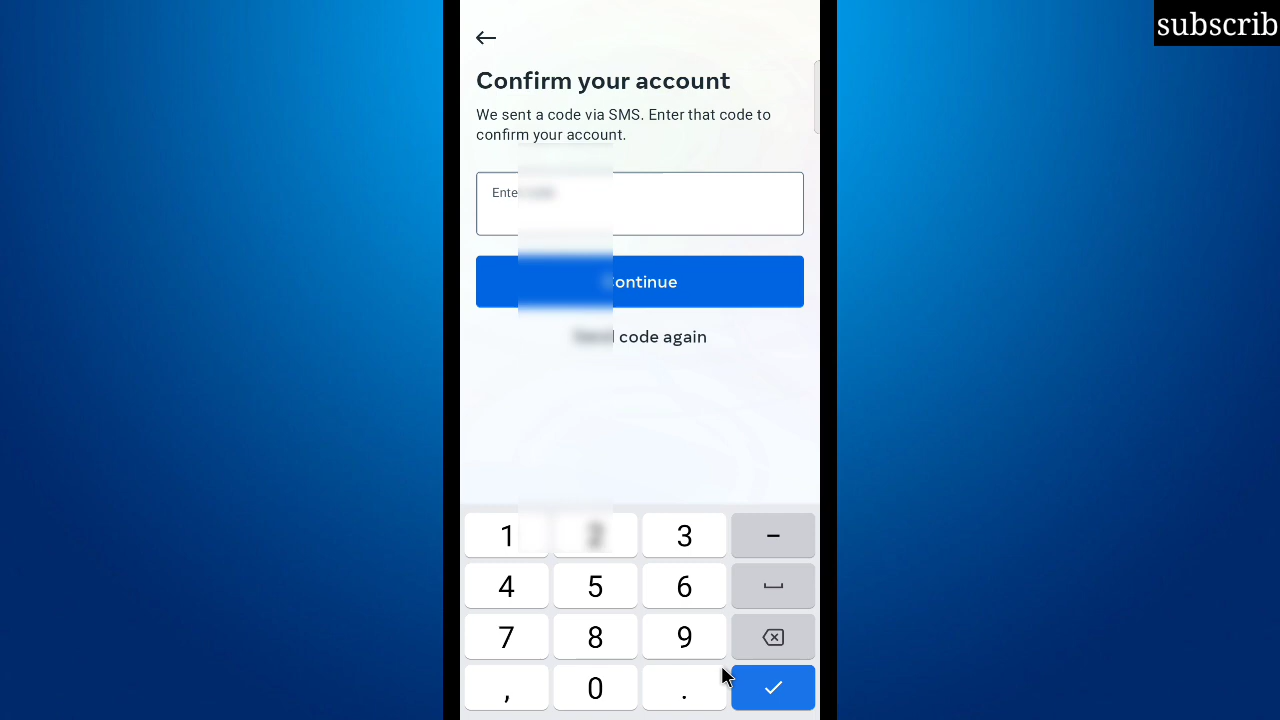 subscrib
Confirm your account
We sent a code via SMS. Enter that code to
confirm your account.
Continue
code again
1 3 −
4 5 6
7 8 9
, 0 .